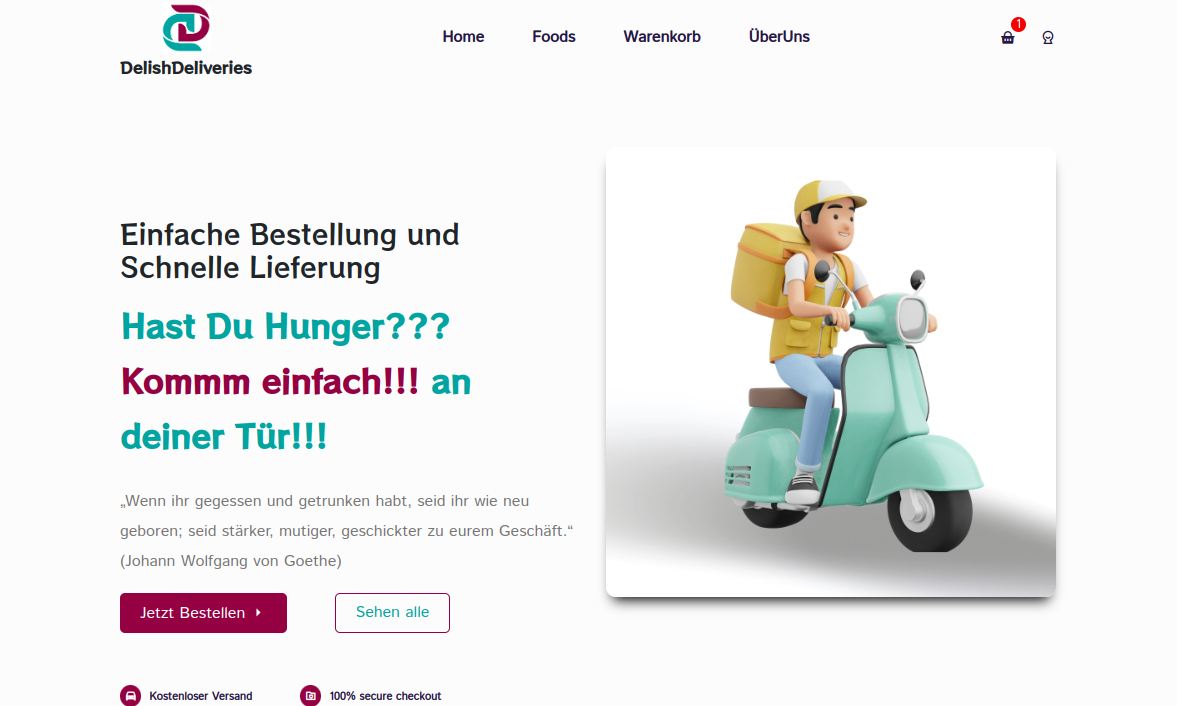 DelishDeliveries
Home
Foods
Warenkorb
ÜberUns
1
Einfache Bestellung und
Schnelle Lieferung
Hast Du Hunger???
Kommm einfach!!! an
deiner Tür!!!
„Wenn ihr gegessen und getrunken habt, seid ihr wie neu
geboren; seid stärker, mutiger, geschickter zu eurem Geschäft.“
(Johann Wolfgang von Goethe)
Jetzt Bestellen
Sehen alle
Kostenloser Versand
100% secure checkout